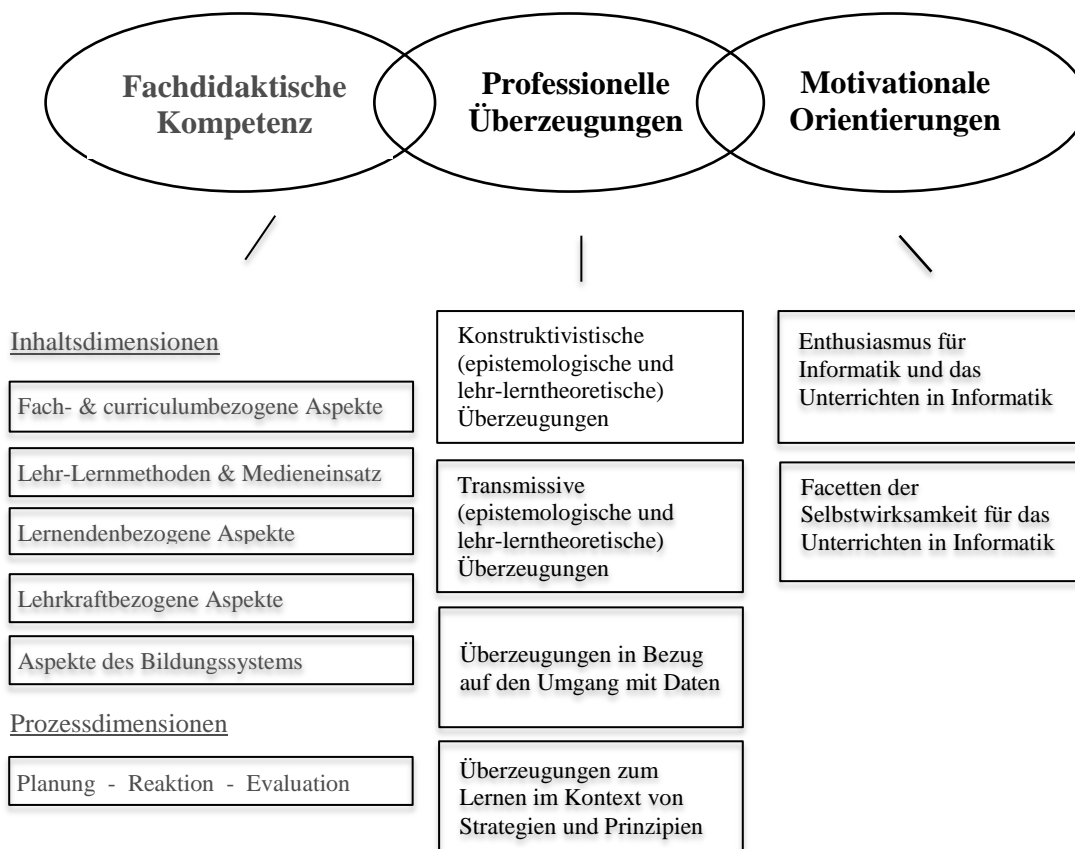 Fachdidaktische
Kompetenz
Professionelle
Überzeugungen
Motivationale
Orientierungen
Inhaltsdimensionen
Fach- & curriculumbezogene Aspekte
Lehr-Lernmethoden & Medieneinsatz
Lernendenbezogene Aspekte
Lehrkraftbezogene Aspekte
Aspekte des Bildungssystems
Prozessdimensionen
Planung - Reaktion - Evaluation
Konstruktivistische
(epistemologische und
lehr-lerntheoretische)
Überzeugungen
Transmissive
(epistemologische und
lehr-lerntheoretische)
Überzeugungen
Überzeugungen in Bezug
auf den Umgang mit Daten
Überzeugungen zum
Lernen im Kontext von
Strategien und Prinzipien
Enthusiasmus für
Informatik und das
Unterrichten in Informatik
Facetten der
Selbstwirksamkeit für das
Unterrichten in Informatik